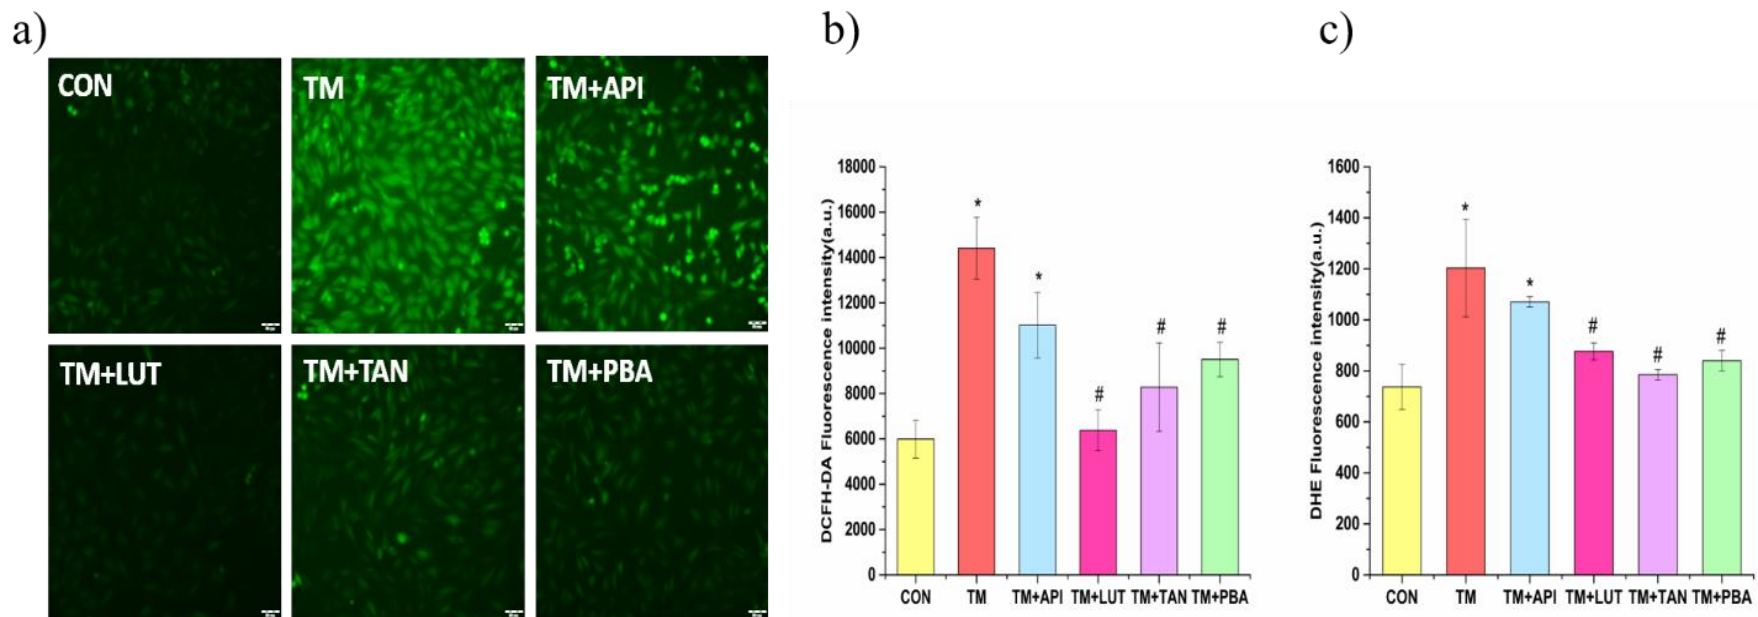 a)
CON
TM
TM+API
TM+LUT
TM+TAN
TM+PBA
b)
DCFH-DA Fluorescence intensity(a.u.)
18000
16000
14000
12000
10000
8000
6000
4000
2000
0
*
*
#
#
#
CON TM TM+API TM+LUT TM+TAN TM+PBA
c)
DHE Fluorescence intensity(a.u.)
1600
1400
1200
1000
800
600
400
200
0
*
*
#
#
#
CON TM TM+API TM+LUT TM+TAN TM+PBA